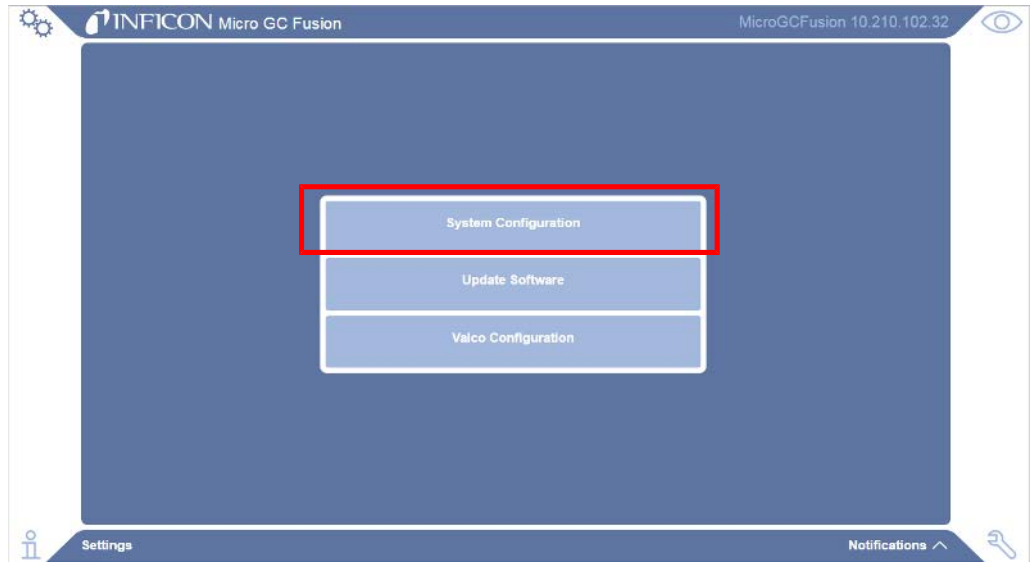 INFICON Micro GC Fusion MicroGCFusion 10.210.102.32
System Configuration
Update Software
Valco Configuration
Settings Notifications